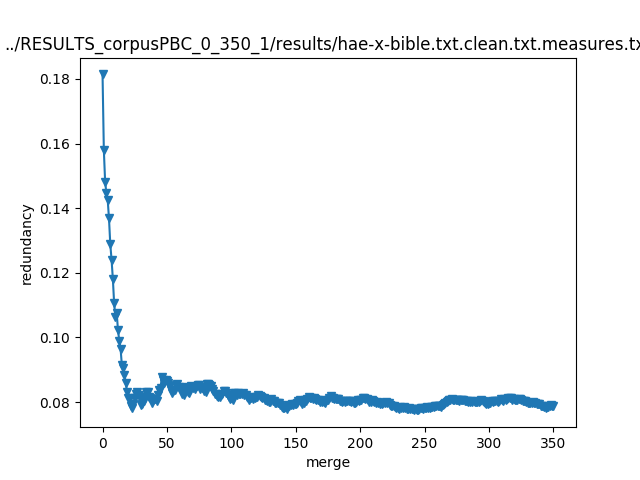 ../RESULTS_corpusPBC_0_350_1/results/hae-x-bible.txt.clean.txt.measures.tx
0.18
0.16
0.14
0.12
0.10
0.08
redundancy
0 50 100 150 200 250 300 350
merge